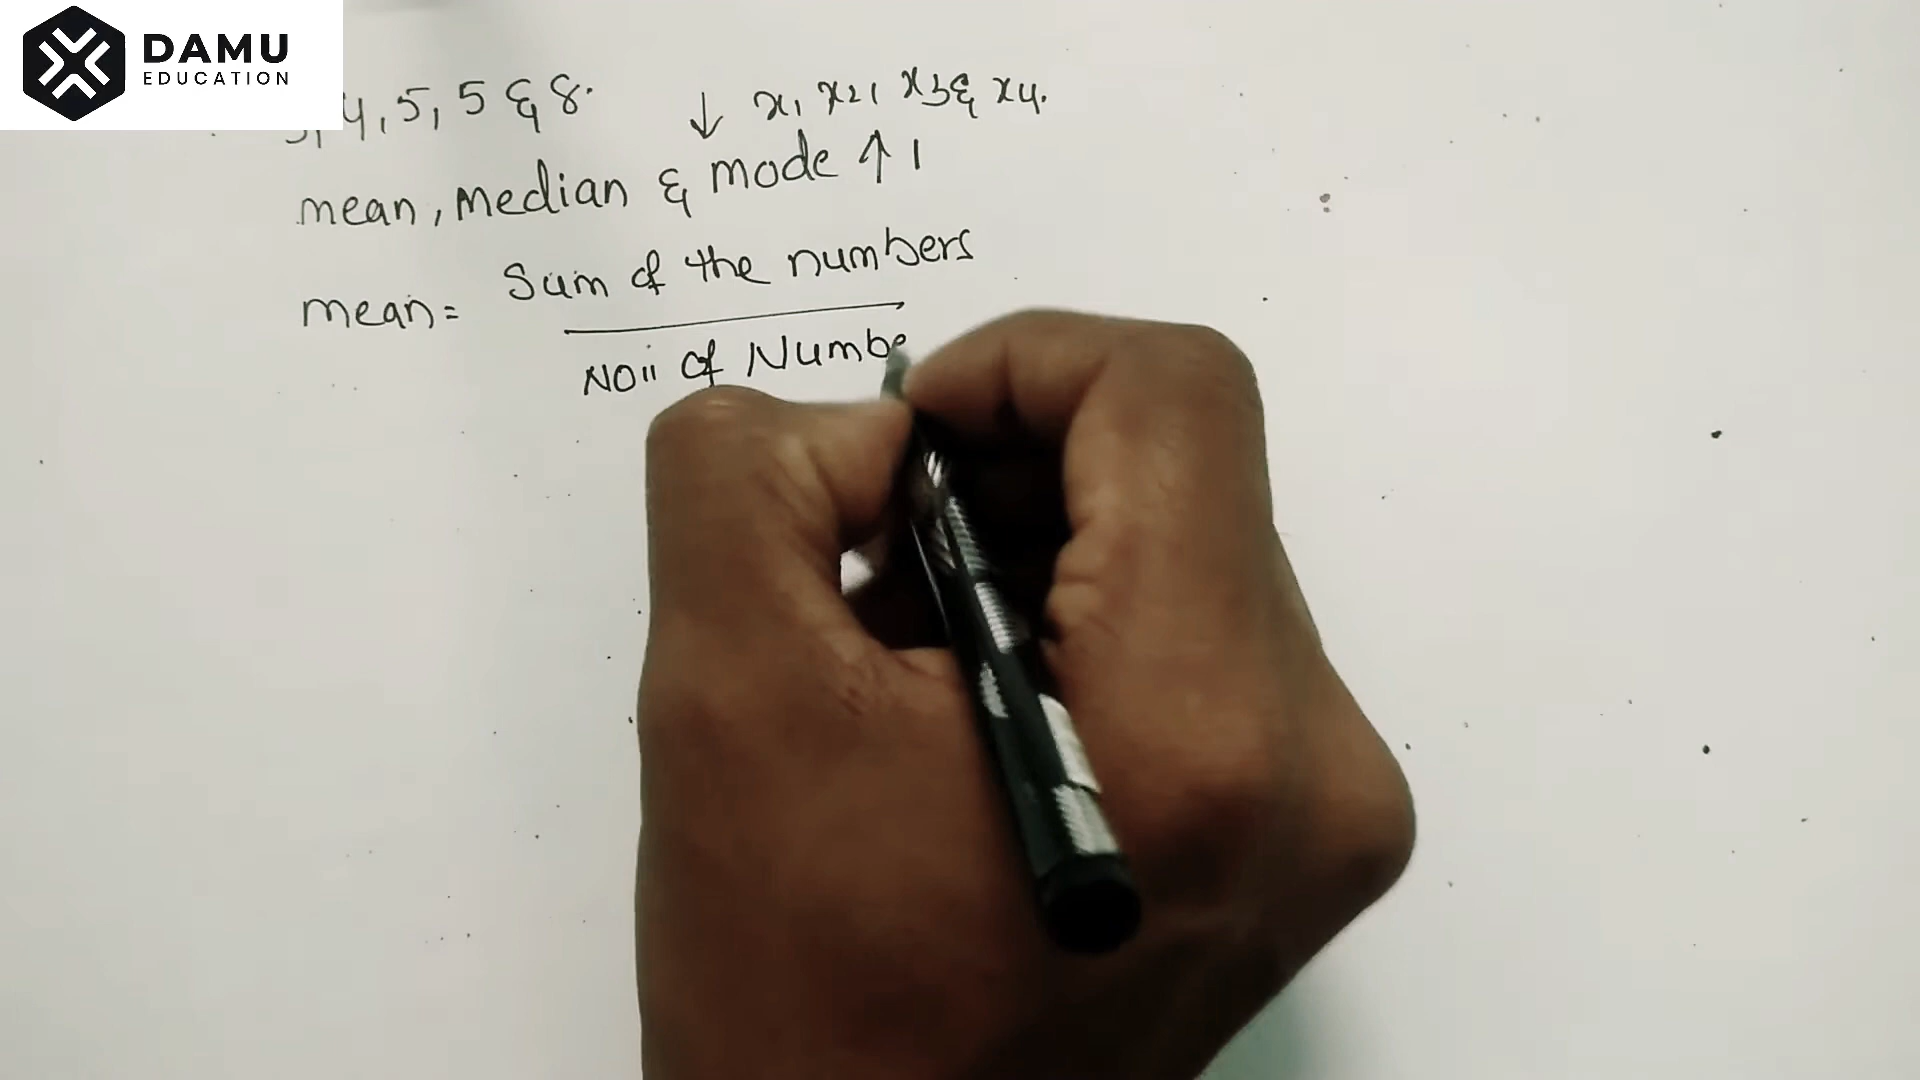 DAMU
EDUCATION
4, 5, 5 & 8. ↓ x1 x2, x3 & x4.
mean, median & mode ↑ 1
mean = Sum of the numbers
No" of Numbe